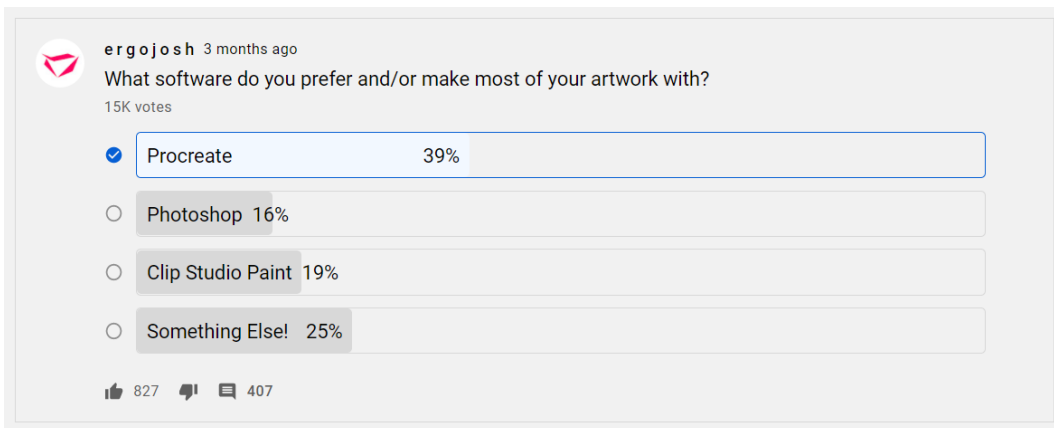 ergojosh 3 months ago
What software do you prefer and/or make most of your artwork with?
15K votes
Procreate 39%
Photoshop 16%
Clip Studio Paint 19%
Something Else! 25%
827 407